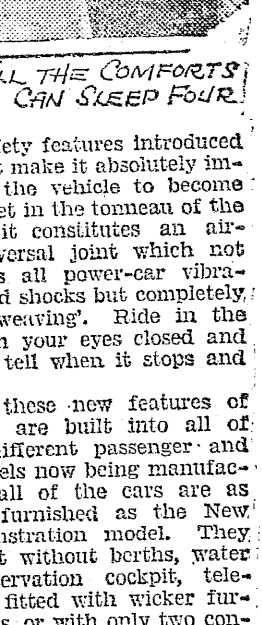 LL THE COMFORTS
CAN SLEEP FOUR
ety features introduced
make it absolutely im-
the vehicle to become
et in the tonneau of the
it constitutes an air-
versal joint which not
s all power-car vibra-
d shocks but completely
weaving'. Ride in the
n your eyes closed and
tell when it stops and
these new features of
are built into all of
ifferent passenger and
els now being manufac-
all of the cars are as
furnished as the New
nstration model. They
t without berths, water
servation cockpit, tele-
fitted with wicker fur-
s or with only two con-